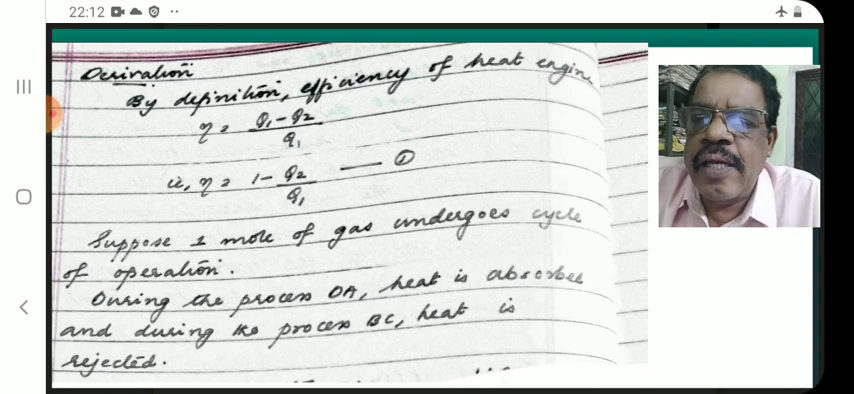 22:12
Derivation
By definition, efficiency of heat engine
η = Q₁ - Q₂ / Q₁
ie, η = 1 - Q₂ / Q₁ — ①
Suppose 1 mole of gas undergoes cycle
of operation.
During the process DA, heat is absorbed
and during the process BC, heat is
rejected.